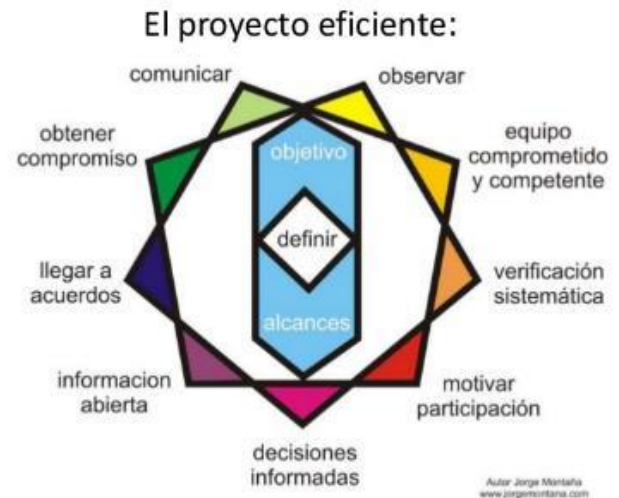 El proyecto eficiente:
comunicar
observar
obtener
compromiso
equipo
comprometido
y competente
objetivo
definir
alcances
llegar a
acuerdos
verificación
sistemática
informacion
abierta
motivar
participación
decisiones
informadas
Autor Jorge Montaña
www.jorgemontana.com